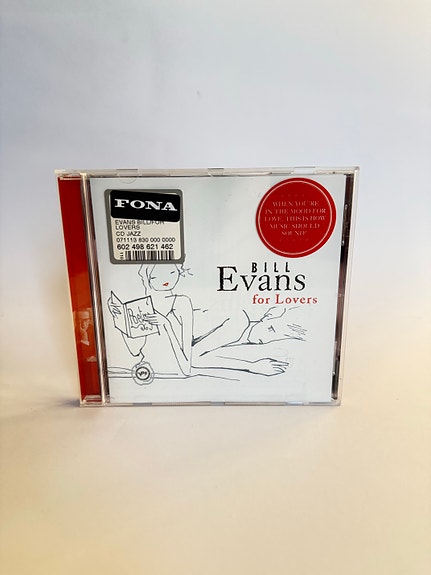 FONA
EVANS BILL/FOR
LOVERS
CD JAZZ
071113 830 000 0000
602 498 621 462
"WHEN YOU'RE
IN THE MOOD FOR
LOVE, THIS IS HOW
MUSIC SHOULD
SOUND"
BILL
Evans
for Lovers